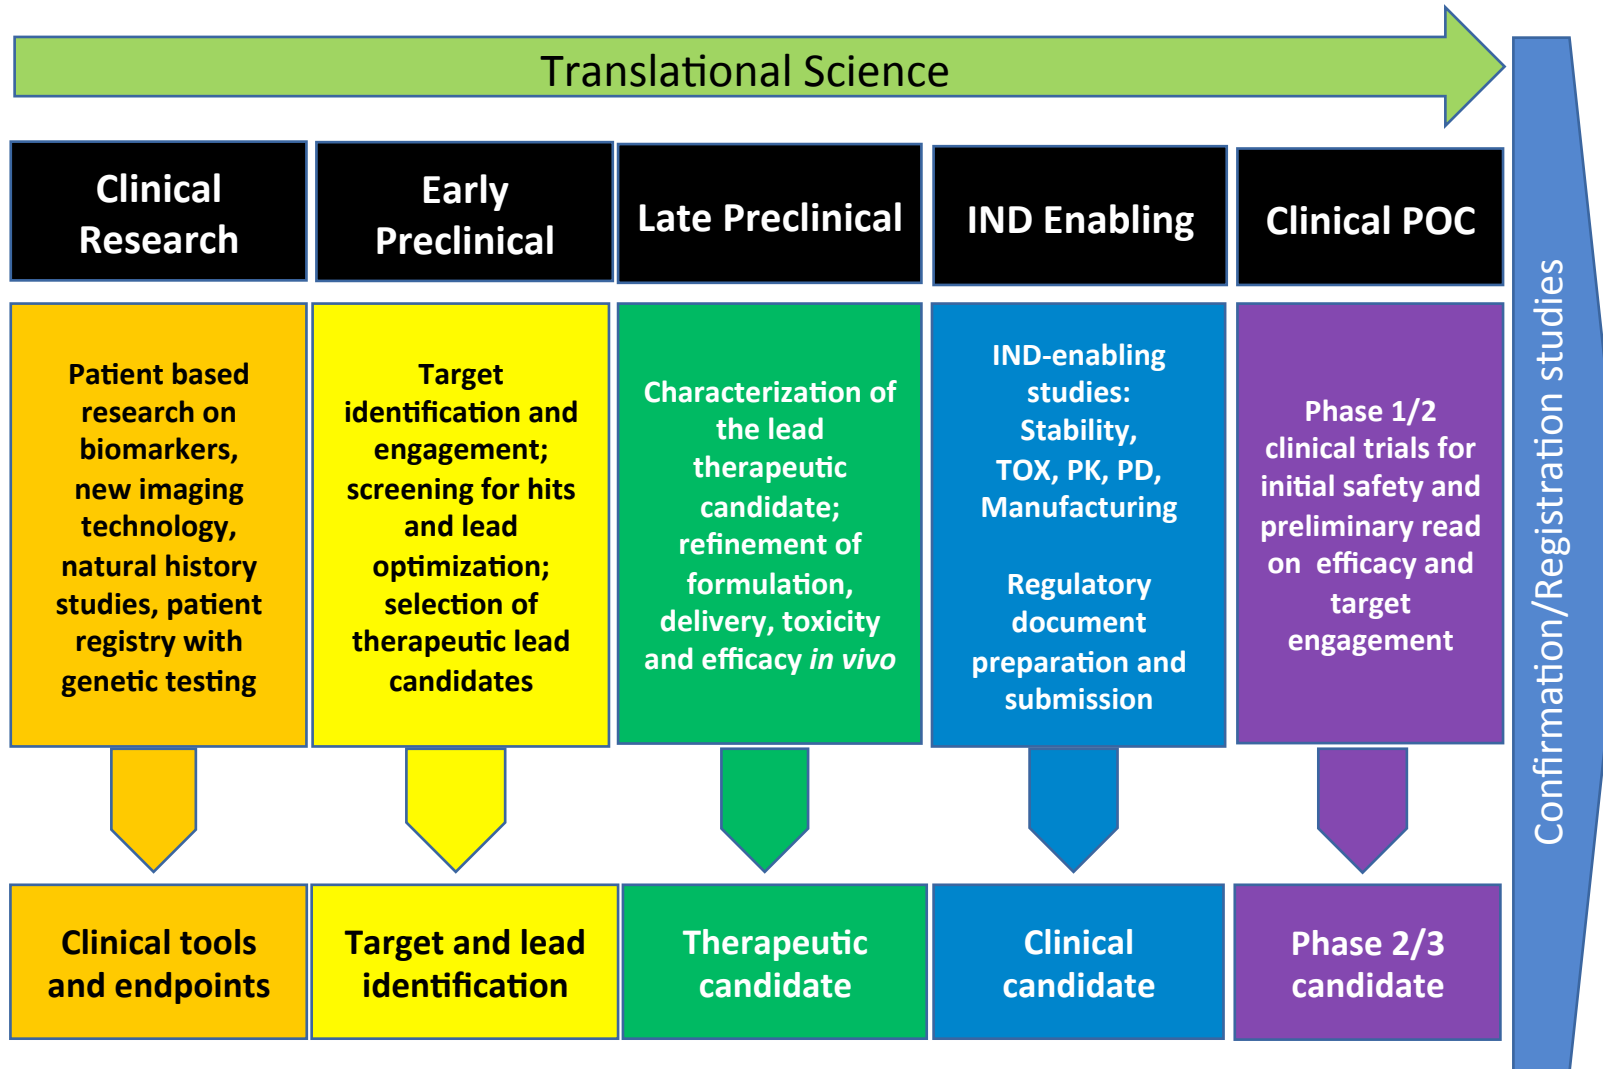 Translational Science
Clinical
Research
Early
Preclinical
Late Preclinical
IND Enabling
Clinical POC
Patient based
research on
biomarkers,
new imaging
technology,
natural history
studies, patient
registry with
genetic testing
Target
identification and
engagement;
screening for hits
and lead
optimization;
selection of
therapeutic lead
candidates
Characterization of
the lead
therapeutic
candidate;
refinement of
formulation,
delivery, toxicity
and efficacy in vivo
IND-enabling
studies:
Stability,
TOX, PK, PD,
Manufacturing
Regulatory
document
preparation and
submission
Phase 1/2
clinical trials for
initial safety and
preliminary read
on efficacy and
target
engagement
Clinical tools
and endpoints
Target and lead
identification
Therapeutic
candidate
Clinical
candidate
Phase 2/3
candidate
Confirmation/Registration studies